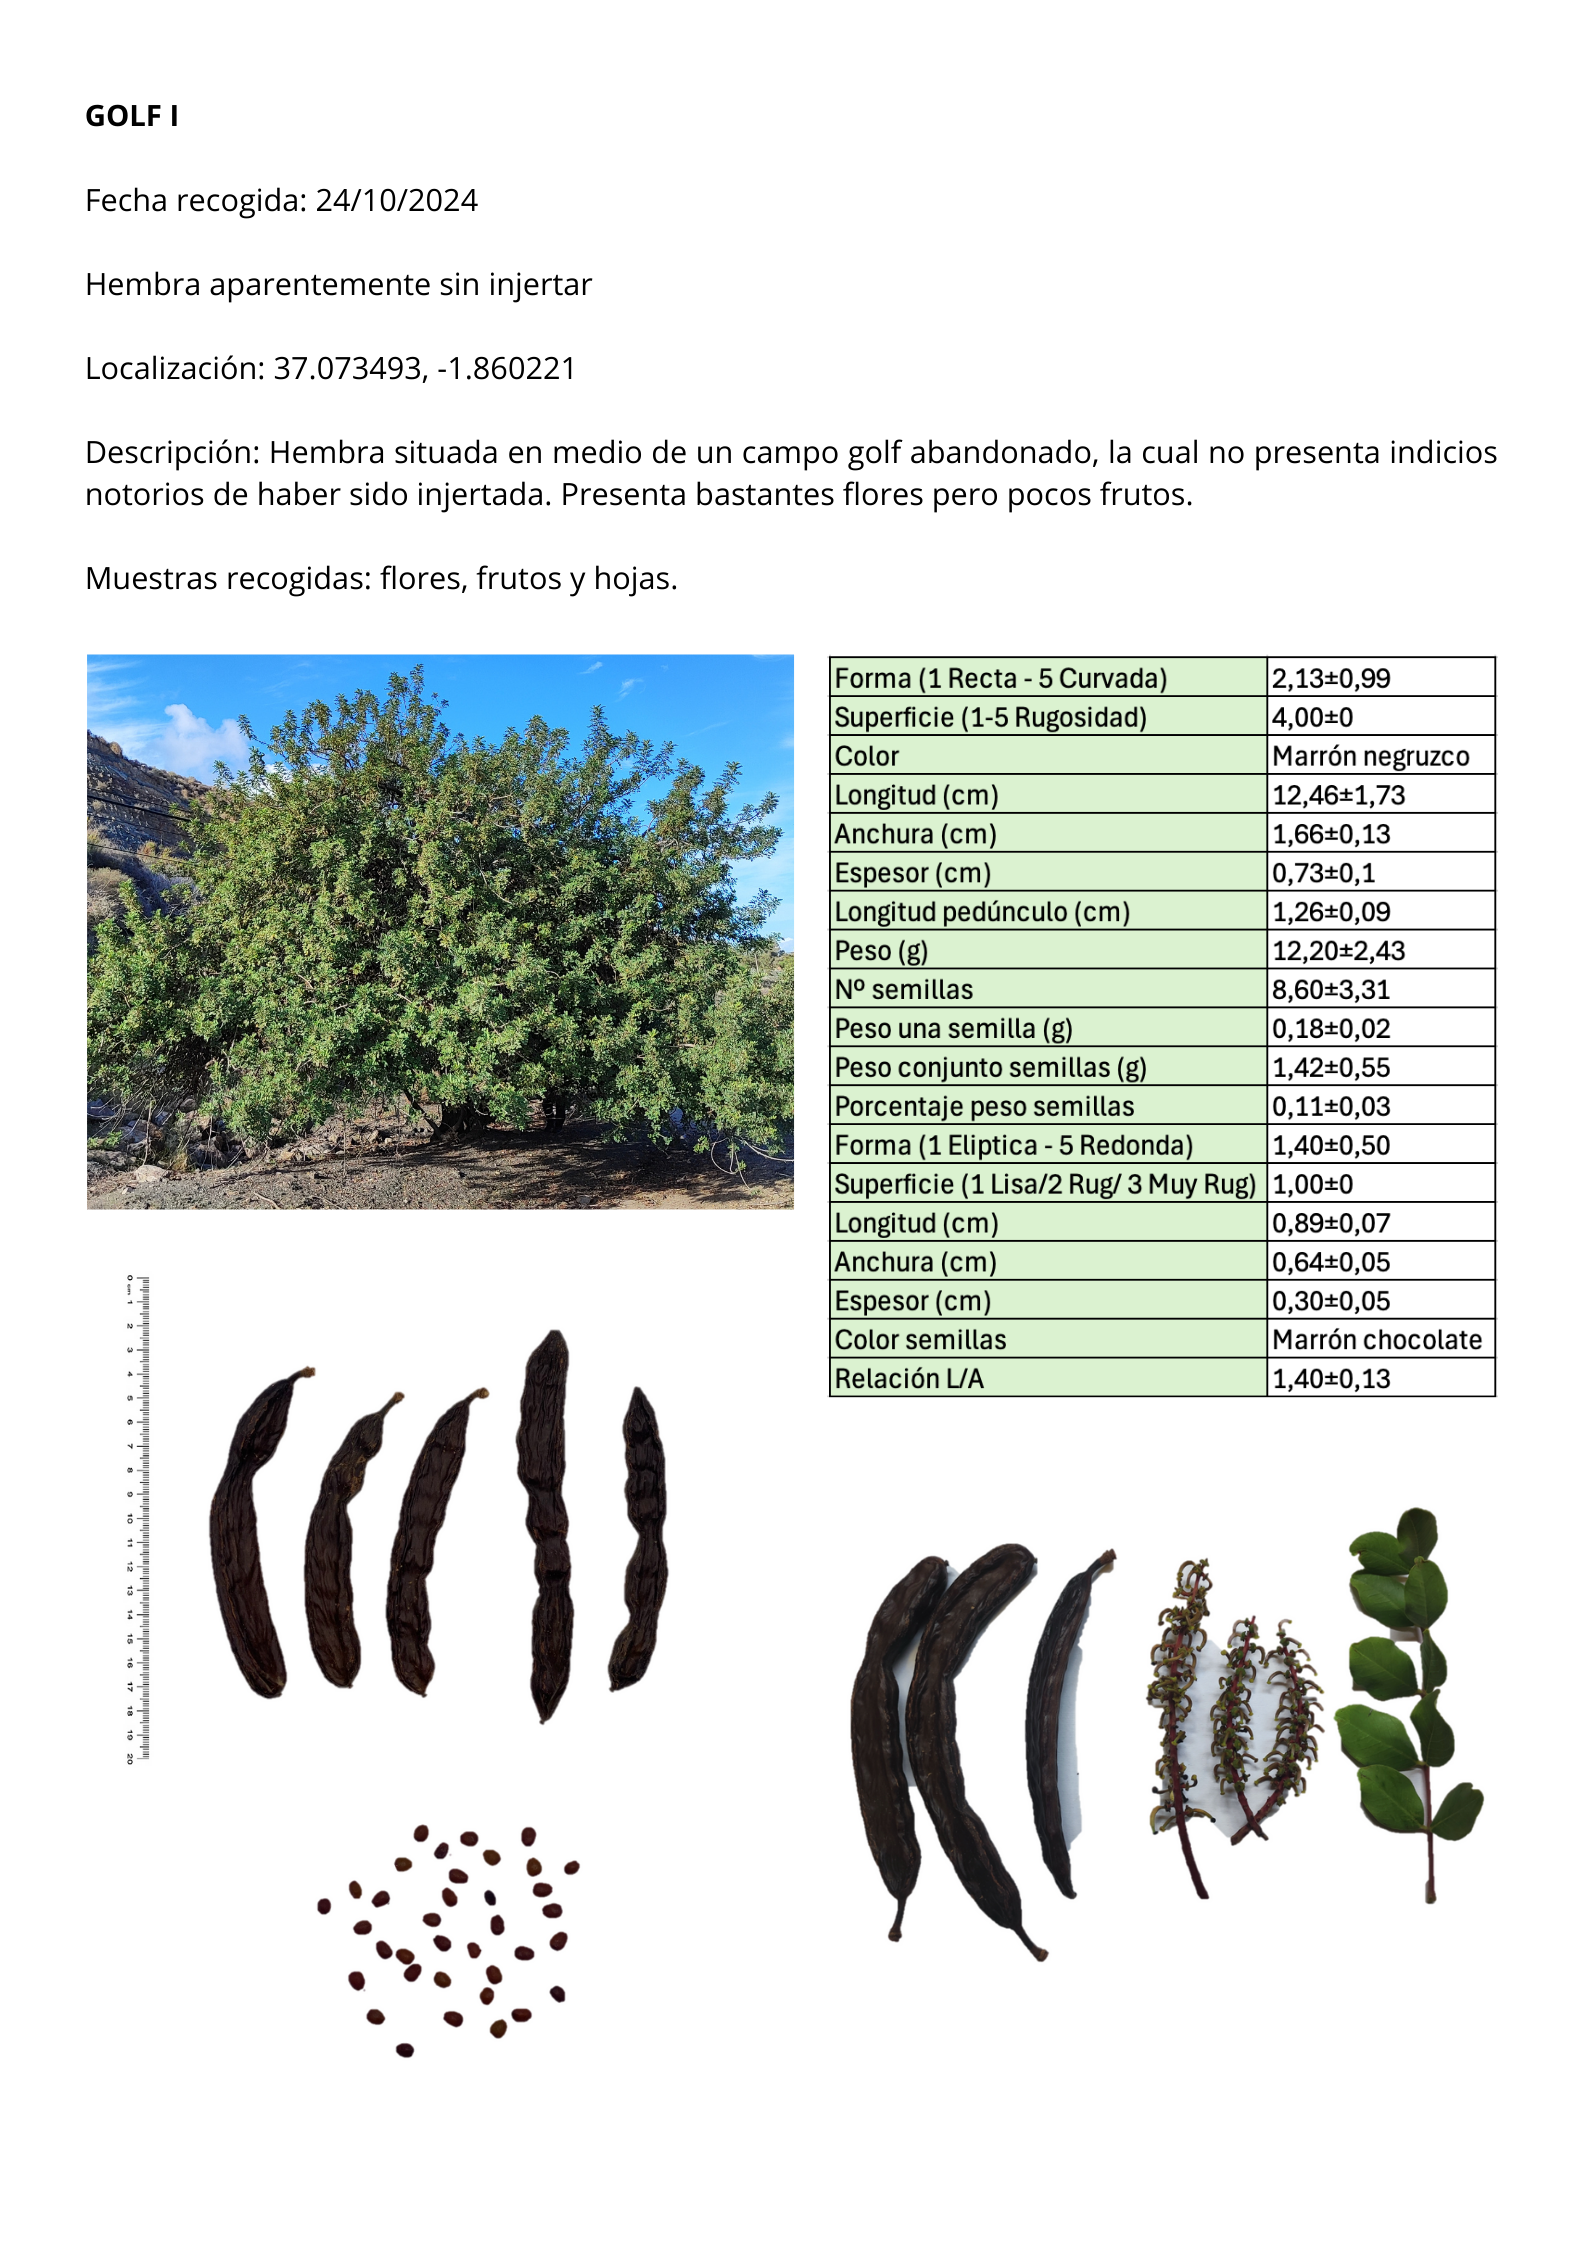 GOLF I
Fecha recogida: 24/10/2024
Hembra aparentemente sin injertar
Localización: 37.073493, -1.860221
Descripción: Hembra situada en medio de un campo golf abandonado, la cual no presenta indicios
notorios de haber sido injertada. Presenta bastantes flores pero pocos frutos.
Muestras recogidas: flores, frutos y hojas.
Forma (1 Recta - 5 Curvada) 2,13±0,99
Superficie (1-5 Rugosidad) 4,00±0
Color Marrón negruzco
Longitud (cm) 12,46±1,73
Anchura (cm) 1,66±0,13
Espesor (cm) 0,73±0,1
Longitud pedúnculo (cm) 1,26±0,09
Peso (g) 12,20±2,43
Nº semillas 8,60±3,31
Peso una semilla (g) 0,18±0,02
Peso conjunto semillas (g) 1,42±0,55
Porcentaje peso semillas 0,11±0,03
Forma (1 Eliptica - 5 Redonda) 1,40±0,50
Superficie (1 Lisa/2 Rug/ 3 Muy Rug) 1,00±0
Longitud (cm) 0,89±0,07
Anchura (cm) 0,64±0,05
Espesor (cm) 0,30±0,05
Color semillas Marrón chocolate
Relación L/A 1,40±0,13
0 cm 1 2 3 4 5 6 7 8 9 10 11 12 13 14 15 16 17 18 19 20